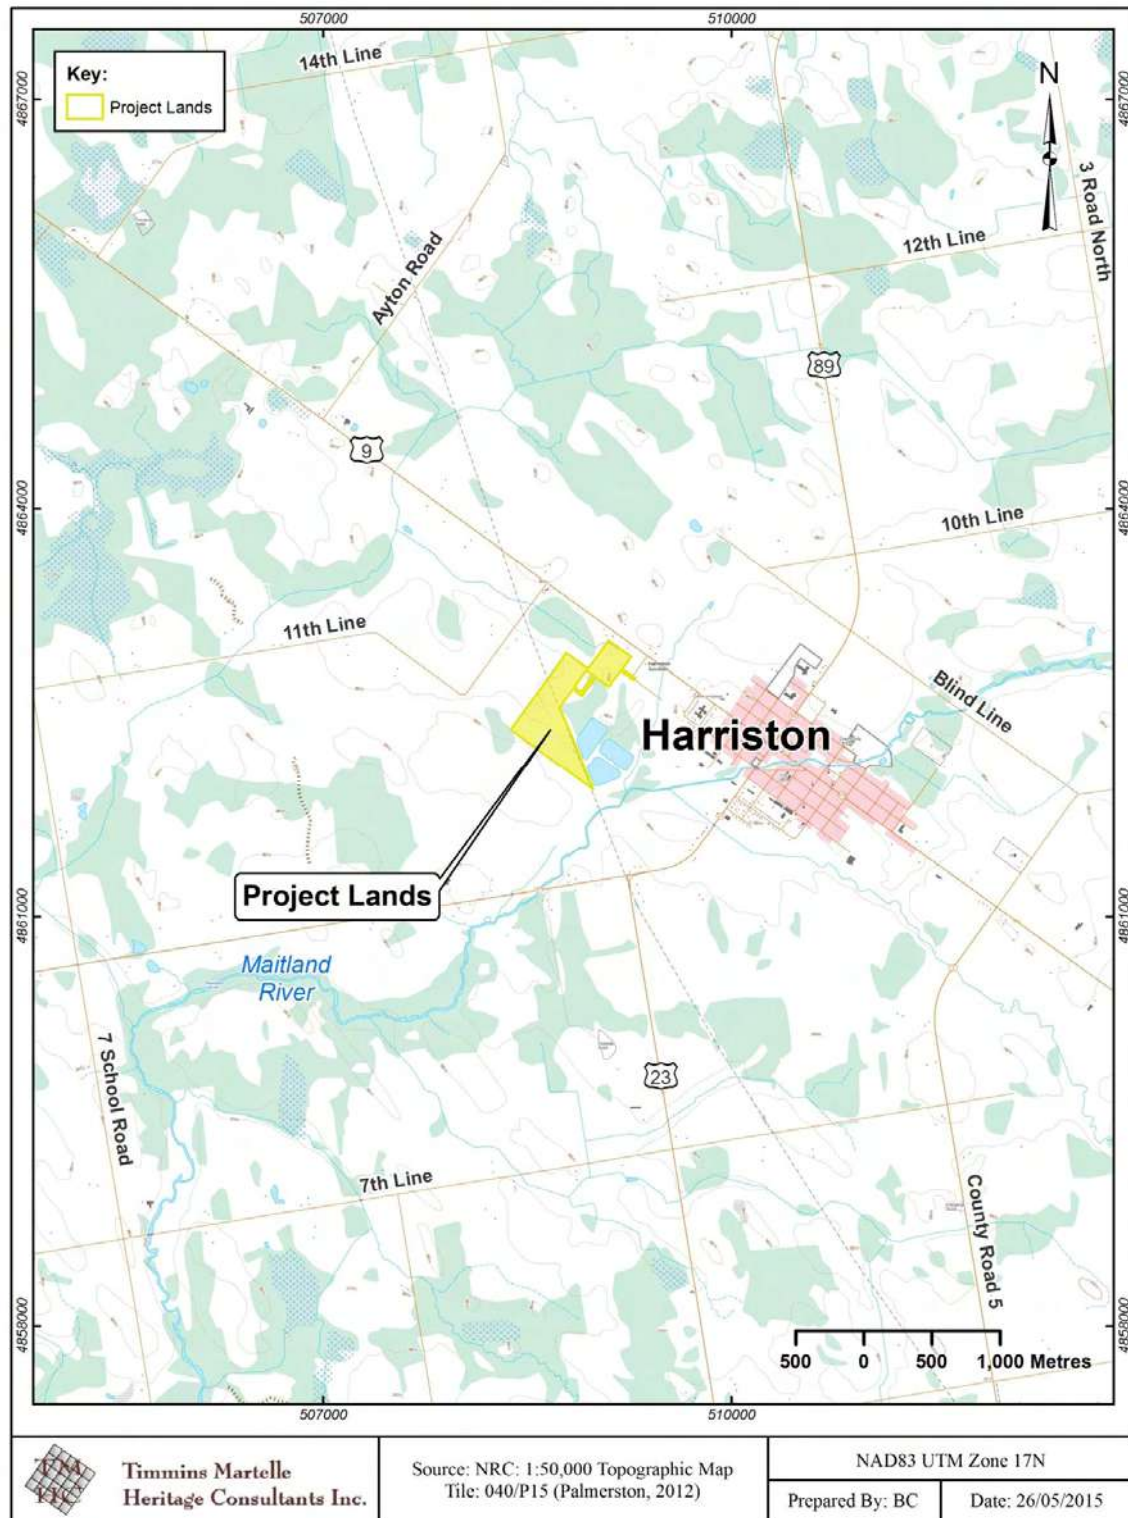 507000
510000
Key:
Project Lands
14th Line
N
4867000
4867000
3 Road North
12th Line
Ayton Road
89
9
4864000
4864000
10th Line
11th Line
Blind Line
Harriston
Project Lands
4861000
4861000
Maitland
River
7 School Road
23
7th Line
County Road 5
4858000
4858000
500 0 500 1,000 Metres
507000
510000
Timmins Martelle
Heritage Consultants Inc.
Source: NRC: 1:50,000 Topographic Map
Tile: 040/P15 (Palmerston, 2012)
NAD83 UTM Zone 17N
Prepared By: BC
Date: 26/05/2015